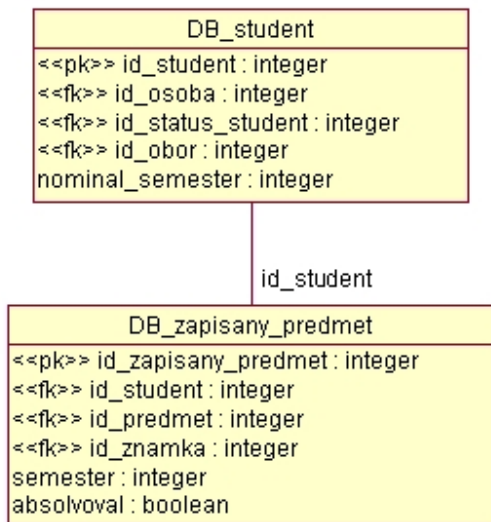 DB_student
<<pk>> id_student : integer
<<fk>> id_osoba : integer
<<fk>> id_status_student : integer
<<fk>> id_obor : integer
nominal_semester : integer
id_student
DB_zapisany_predmet
<<pk>> id_zapisany_predmet : integer
<<fk>> id_student : integer
<<fk>> id_predmet : integer
<<fk>> id_znamka : integer
semester : integer
absolvoval : boolean